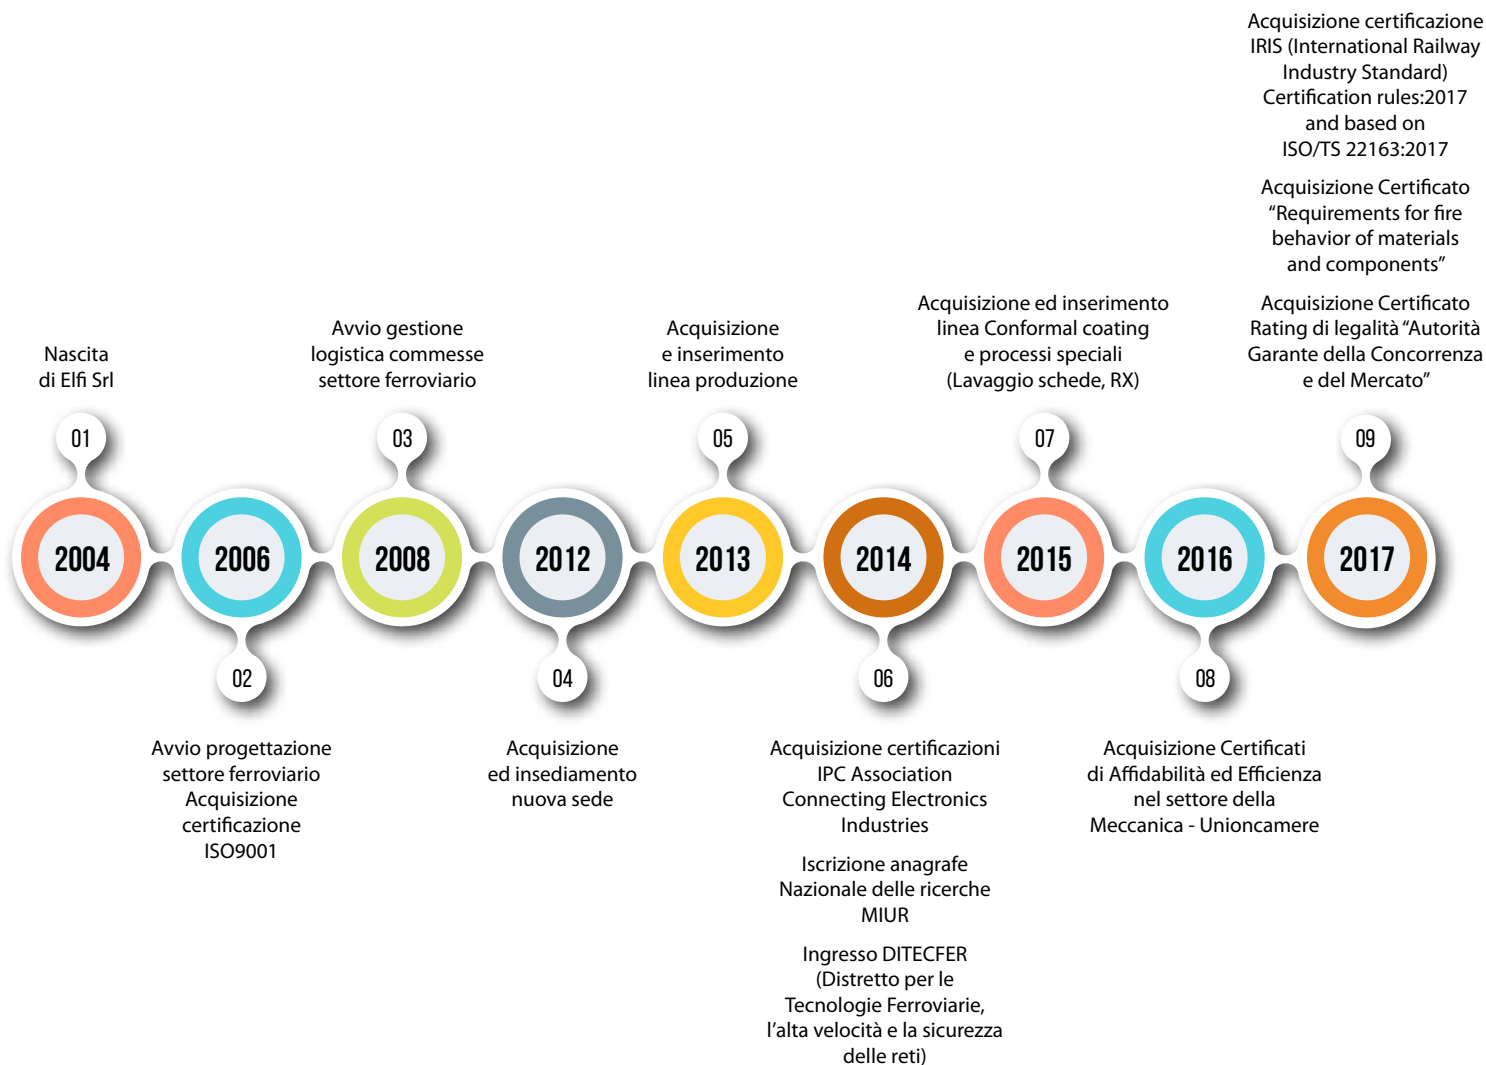 Nascita
di Elfi Srl
01
2004
2006
02
Avvio progettazione
settore ferroviario
Acquisizione
certificazione
ISO9001
Avvio gestione
logistica commesse
settore ferroviario
03
2008
2012
04
Acquisizione
ed insediamento
nuova sede
Acquisizione
e inserimento
linea produzione
05
2013
2014
06
Acquisizione certificazioni
IPC Association
Connecting Electronics
Industries
Iscrizione anagrafe
Nazionale delle ricerche
MIUR
Ingresso DITECFER
(Distretto per le
Tecnologie Ferroviarie,
l’alta velocità e la sicurezza
delle reti)
Acquisizione ed inserimento
linea Conformal coating
e processi speciali
(Lavaggio schede, RX)
07
2015
2016
08
Acquisizione Certificati
di Affidabilità ed Efficienza
nel settore della
Meccanica - Unioncamere
Acquisizione certificazione
IRIS (International Railway
Industry Standard)
Certification rules:2017
and based on
ISO/TS 22163:2017
Acquisizione Certificato
“Requirements for fire
behavior of materials
and components”
Acquisizione Certificato
Rating di legalità “Autorità
Garante della Concorrenza
e del Mercato”
09
2017